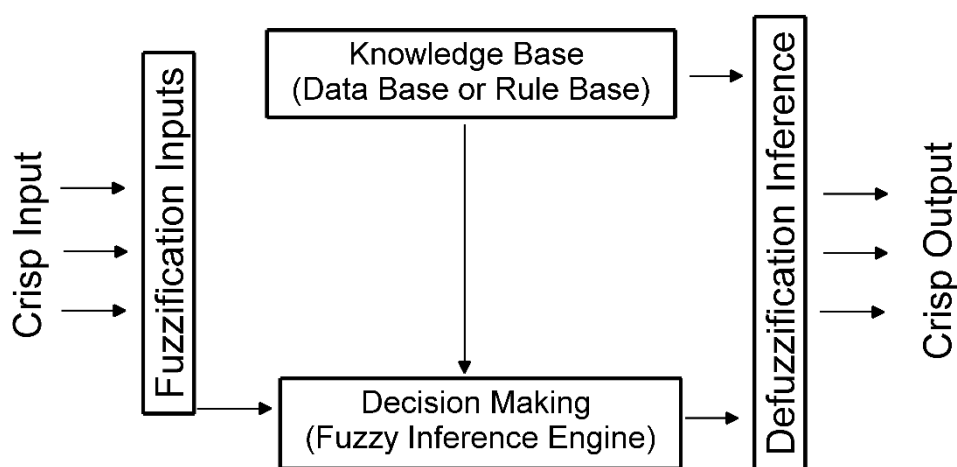 Crisp Input
Fuzzification Inputs
Knowledge Base
(Data Base or Rule Base)
Decision Making
(Fuzzy Inference Engine)
Defuzzification Inference
Crisp Output